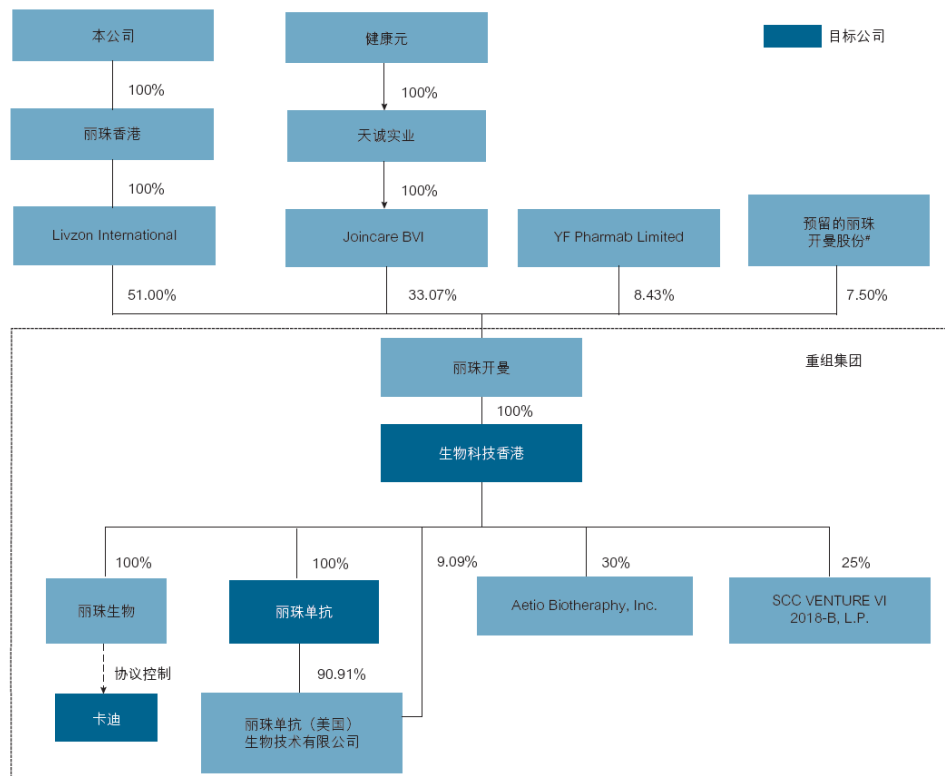 本公司
健康元
目标公司
100%
100%
丽珠香港
天诚实业
100%
100%
Livzon International
Joincare BVI
YF Pharmab Limited
预留的丽珠
开曼股份#
51.00%
33.07%
8.43%
7.50%
丽珠开曼
重组集团
100%
生物科技香港
100%
100%
9.09%
30%
25%
丽珠生物
丽珠单抗
Aetio Biotheraphy, Inc.
SCC VENTURE VI
2018-B, L.P.
协议控制
90.91%
卡迪
丽珠单抗（美国）
生物技术有限公司